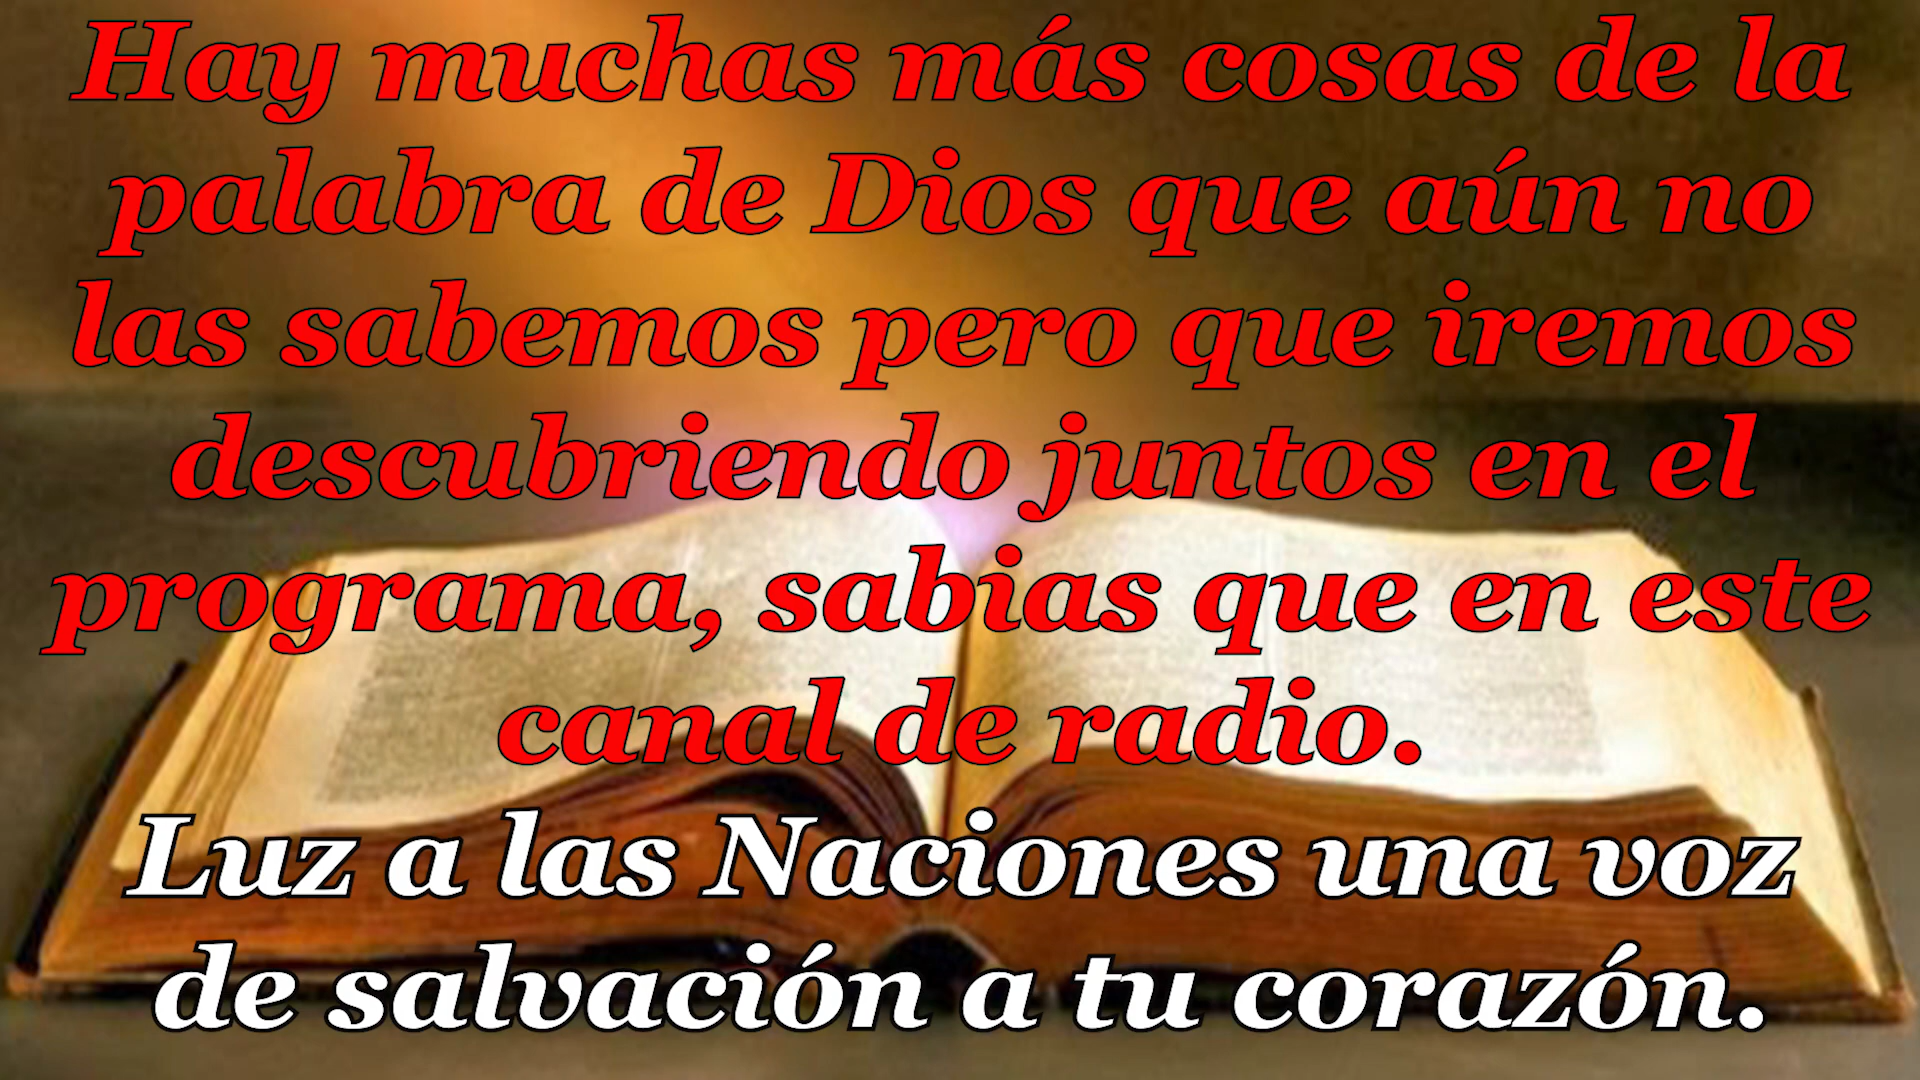 Hay muchas más cosas de la
palabra de Dios que aún no
las sabemos pero que iremos
descubriendo juntos en el
programa, sabias que en este
canal de radio.
Luz a las Naciones una voz
de salvación a tu corazón.